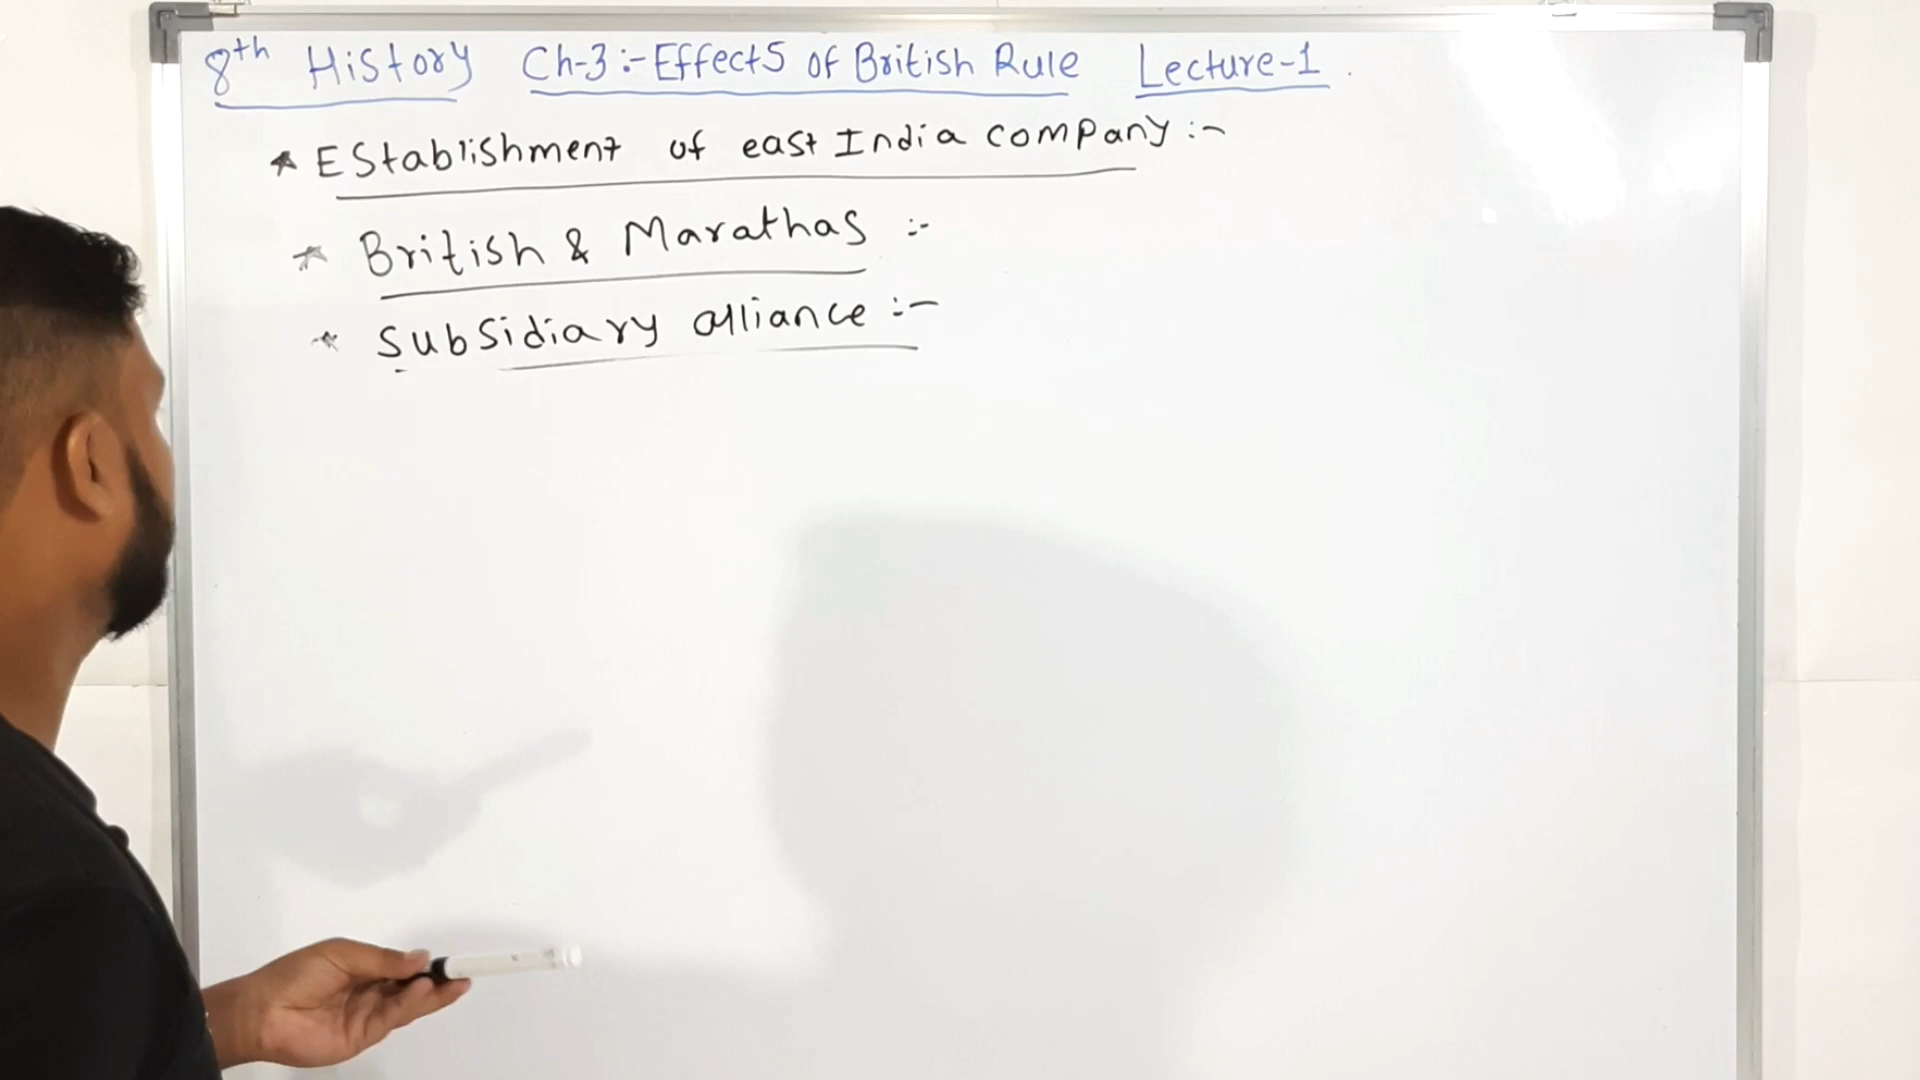 8th History Ch-3:-Effects of British Rule Lecture-1.
* Establishment of east India company:-
* British & Marathas :-
* Subsidiary alliance :-